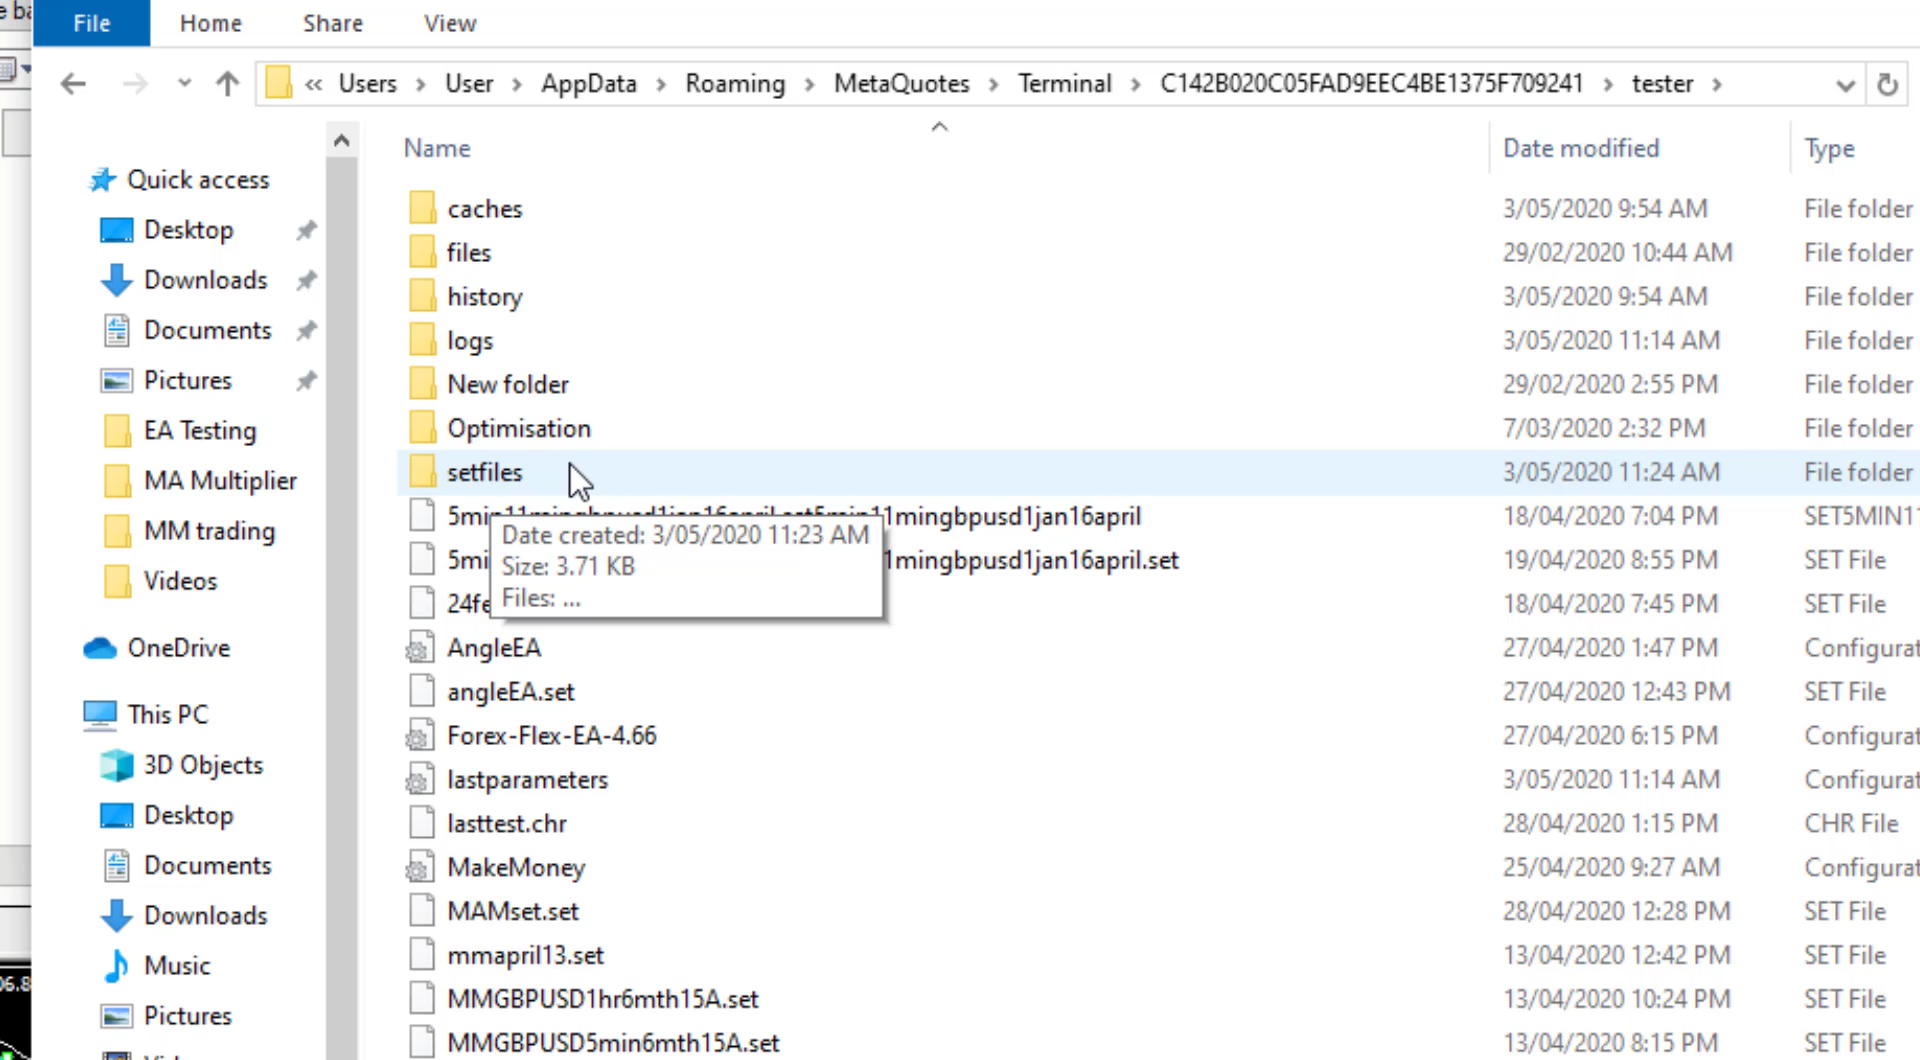 e ba
File Home Share View
« Users › User › AppData › Roaming › MetaQuotes › Terminal › C142B020C05FAD9EEC4BE1375F709241 › tester ›
Name Date modified Type
Quick access
Desktop
Downloads
Documents
Pictures
EA Testing
MA Multiplier
MM trading
Videos
OneDrive
This PC
3D Objects
Desktop
Documents
Downloads
Music
Pictures
caches 3/05/2020 9:54 AM File folder
files 29/02/2020 10:44 AM File folder
history 3/05/2020 9:54 AM File folder
logs 3/05/2020 11:14 AM File folder
New folder 29/02/2020 2:55 PM File folder
Optimisation 7/03/2020 2:32 PM File folder
setfiles 3/05/2020 11:24 AM File folder
5min11mingbpusd1jan16april.set5min11mingbpusd1jan16april 18/04/2020 7:04 PM SET5MIN1
Date created: 3/05/2020 11:23 AM
Size: 3.71 KB
Files: ...
5mi 1mingbpusd1jan16april.set 19/04/2020 8:55 PM SET File
24fe 18/04/2020 7:45 PM SET File
AngleEA 27/04/2020 1:47 PM Configurat
angleEA.set 27/04/2020 12:43 PM SET File
Forex-Flex-EA-4.66 27/04/2020 6:15 PM Configurat
lastparameters 3/05/2020 11:14 AM Configurat
lasttest.chr 28/04/2020 1:15 PM CHR File
MakeMoney 25/04/2020 9:27 AM Configurat
MAMset.set 28/04/2020 12:28 PM SET File
mmapril13.set 13/04/2020 12:42 PM SET File
MMGBPUSD1hr6mth15A.set 13/04/2020 10:24 PM SET File
MMGBPUSD5min6mth15A.set 13/04/2020 8:15 PM SET File
06.8